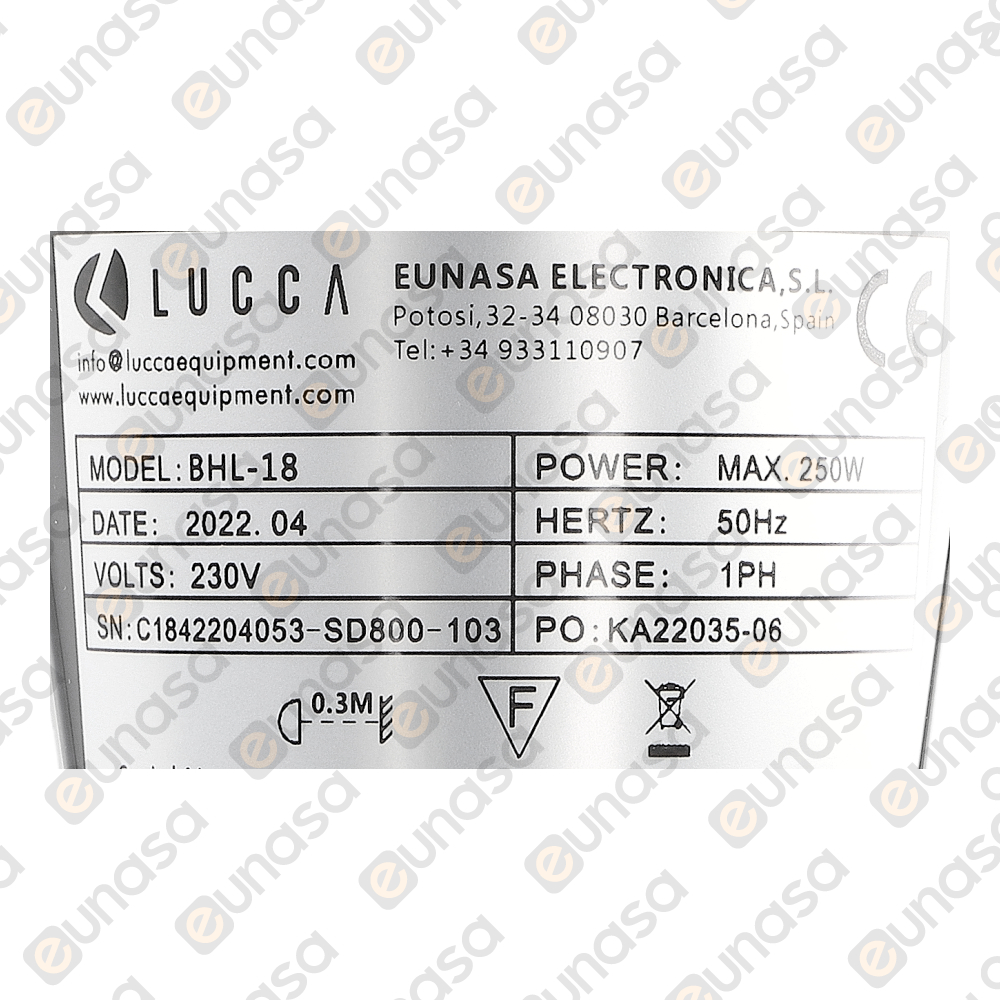 LUCCA
info@luccaequipment.com
www.luccaequipment.com
EUNASA ELECTRONICA,S.L.
Potosi,32-34 08030 Barcelona,Spain
Tel:+34 933110907
CE
MODEL: BHL-18
POWER: MAX. 250W
DATE: 2022.04
HERTZ: 50Hz
VOLTS: 230V
PHASE: 1PH
SN: C1842204053-SD800-103
PO: KA22035-06
0.3M
F
eunasa